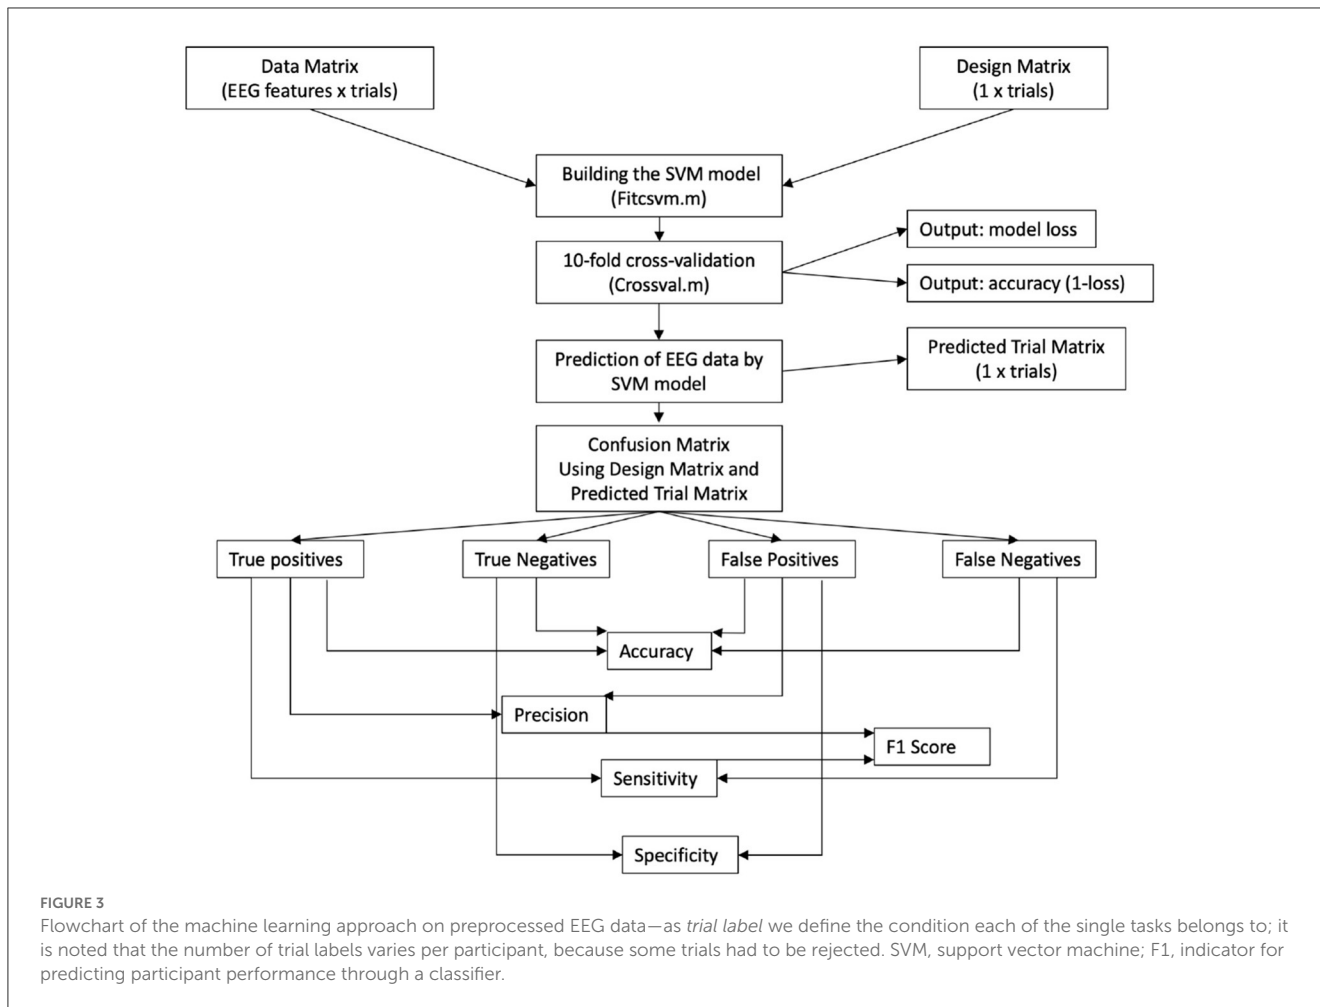 Data Matrix
(EEG features x trials)
Design Matrix
(1 x trials)
Building the SVM model
(Fitcsvm.m)
10-fold cross-validation
(Crossval.m)
Output: model loss
Output: accuracy (1-loss)
Prediction of EEG data by
SVM model
Predicted Trial Matrix
(1 x trials)
Confusion Matrix
Using Design Matrix and
Predicted Trial Matrix
True positives
True Negatives
False Positives
False Negatives
Accuracy
Precision
F1 Score
Sensitivity
Specificity
FIGURE 3
Flowchart of the machine learning approach on preprocessed EEG data—as trial label we define the condition each of the single tasks belongs to; it
is noted that the number of trial labels varies per participant, because some trials had to be rejected. SVM, support vector machine; F1, indicator for
predicting participant performance through a classifier.